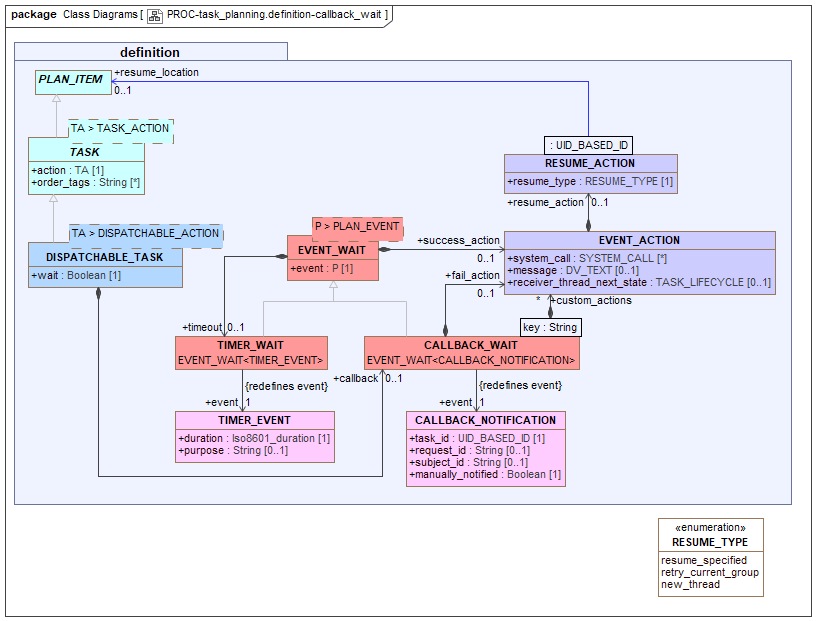 package Class Diagrams [ PROC-task_planning.definition-callback_wait ]
definition
PLAN_ITEM
+resume_location
0..1
TA > TASK_ACTION
TASK
+action : TA [1]
+order_tags : String [*]
: UID_BASED_ID
RESUME_ACTION
+resume_type : RESUME_TYPE [1]
+resume_action 0..1
TA > DISPATCHABLE_ACTION
DISPATCHABLE_TASK
+wait : Boolean [1]
P > PLAN_EVENT
EVENT_WAIT
+event : P [1]
+success_action
0..1
EVENT_ACTION
+system_call : SYSTEM_CALL [*]
+message : DV_TEXT [0..1]
+receiver_thread_next_state : TASK_LIFECYCLE [0..1]
+fail_action
0..1
* +custom_actions
key : String
+timeout 0..1
TIMER_WAIT
EVENT_WAIT<TIMER_EVENT>
CALLBACK_WAIT
EVENT_WAIT<CALLBACK_NOTIFICATION>
+callback 0..1
{redefines event}
+event 1
{redefines event}
+event 1
TIMER_EVENT
+duration : Iso8601_duration [1]
+purpose : String [0..1]
CALLBACK_NOTIFICATION
+task_id : UID_BASED_ID [1]
+request_id : String [0..1]
+subject_id : String [0..1]
+manually_notified : Boolean [1]
«enumeration»
RESUME_TYPE
resume_specified
retry_current_group
new_thread